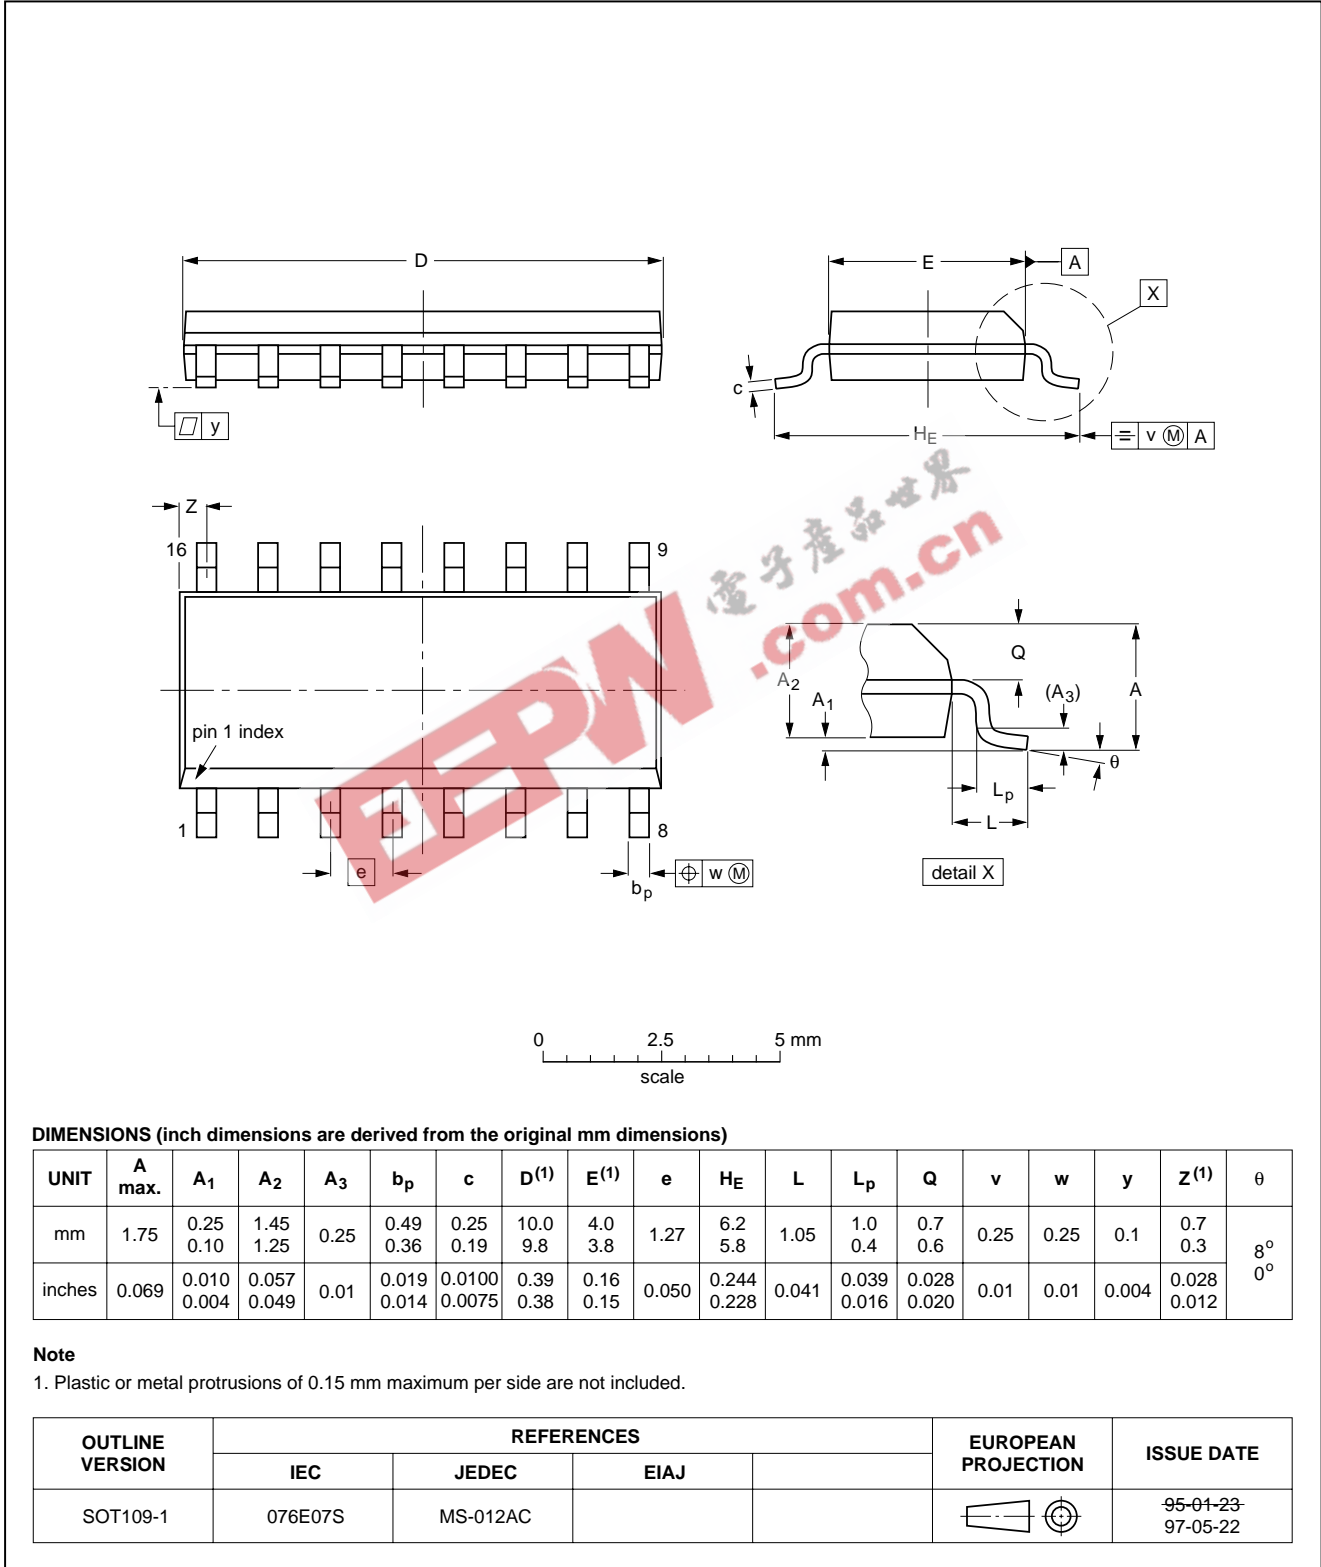 D
E
A
X
c
y
HE
v M A
Z
16
9
電子產品世界
.com.cn
EEPW
Q
A2
A1
(A3)
A
pin 1 index
θ
Lp
L
1
8
e
bp
w M
detail X
0 2.5 5 mm
scale
DIMENSIONS (inch dimensions are derived from the original mm dimensions)
UNIT A max. A1 A2 A3 bp c D(1) E(1) e HE L Lp Q v w y Z(1) θ
mm 1.75 0.25 0.10 1.45 1.25 0.25 0.49 0.36 0.25 0.19 10.0 9.8 4.0 3.8 1.27 6.2 5.8 1.05 1.0 0.4 0.7 0.6 0.25 0.25 0.1 0.7 0.3 8° 0°
inches 0.069 0.010 0.004 0.057 0.049 0.01 0.019 0.014 0.0100 0.0075 0.39 0.38 0.16 0.15 0.050 0.244 0.228 0.041 0.039 0.016 0.028 0.020 0.01 0.01 0.004 0.028 0.012
Note
1. Plastic or metal protrusions of 0.15 mm maximum per side are not included.
OUTLINE VERSION REFERENCES EUROPEAN PROJECTION ISSUE DATE
IEC JEDEC EIAJ
SOT109-1 076E07S MS-012AC 95-01-23
97-05-22